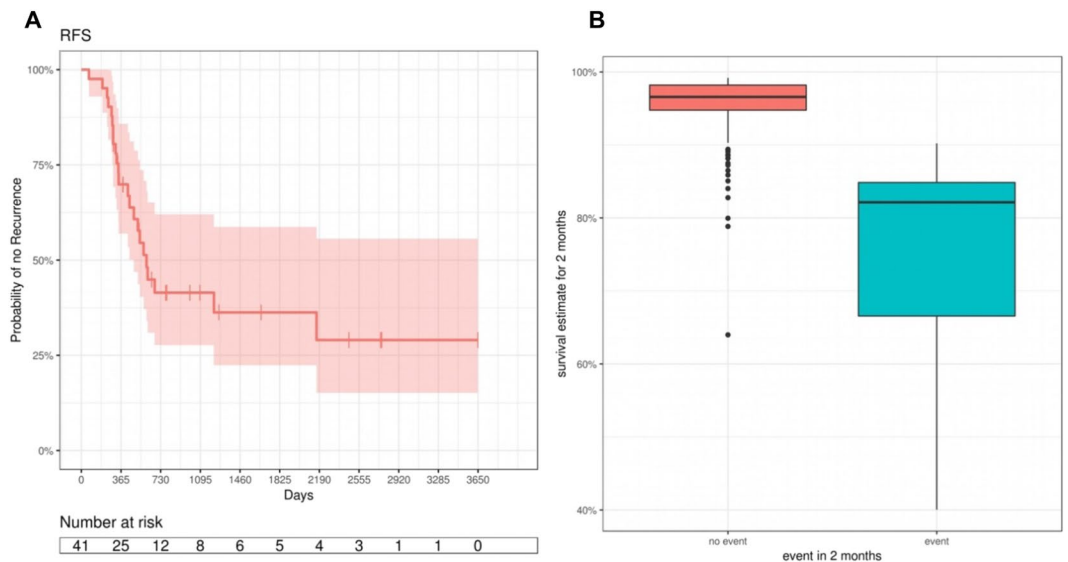 A
RFS
Probability of no Recurrence
100%
75%
50%
25%
0%
0 365 730 1095 1460 1825 2190 2555 2920 3285 3650
Days
Number at risk
41 25 12 8 6 5 4 3 1 1 0
B
survival estimate for 2 months
100%
80%
60%
40%
no event event
event in 2 months